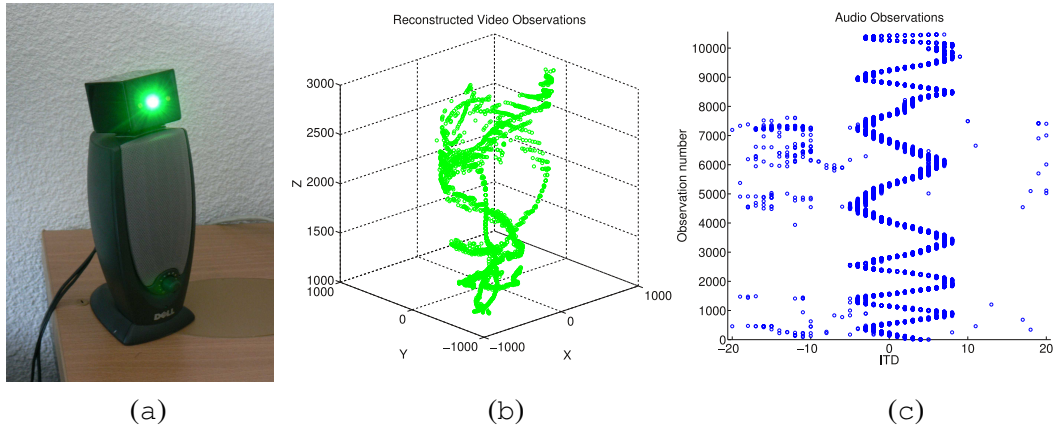 DELL
(a)
Reconstructed Video Observations
3000
2500
2000
1500
1000
Z
1000
0
−1000
Y
−1000
0
1000
X
(b)
Audio Observations
10000
9000
8000
7000
6000
5000
4000
3000
2000
1000
0
Observation number
−20
−10
0
10
20
ITD
(c)